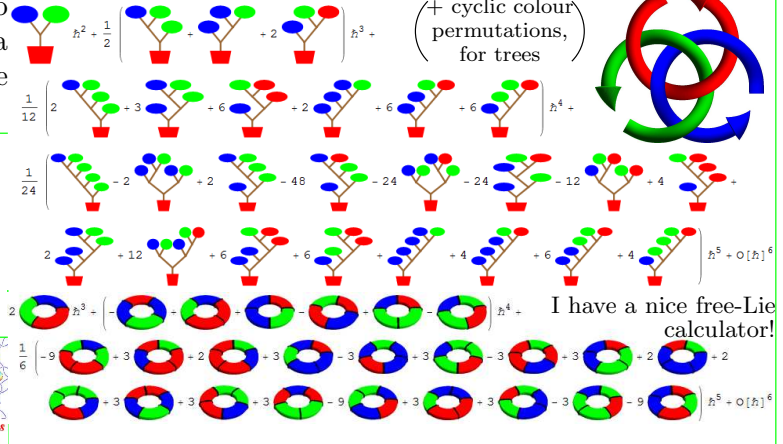 ℏ² + 1/2 ( + + 2 ) ℏ³ +
( + cyclic colour
permutations,
for trees )
1/12 ( 2 + 3 + 6 + 2 + 6 + 6 ) ℏ⁴ +
1/24 ( - 2 + 2 - 48 - 24 - 24 - 12 + 4 +
2 + 12 + 6 + 6 + + 4 + 6 + 4 ) ℏ⁵ + O[ℏ]⁶
2 ℏ³ + ( - + + - + - ) ℏ⁴ +
I have a nice free-Lie
calculator!
1/6 ( -9 + 3 + 2 + 3 - 3 + 3 - 3 + 3 + 2 + 2
+ 3 + 3 + 3 - 9 + 3 + 3 - 3 - 9 ) ℏ⁵ + O[ℏ]⁶